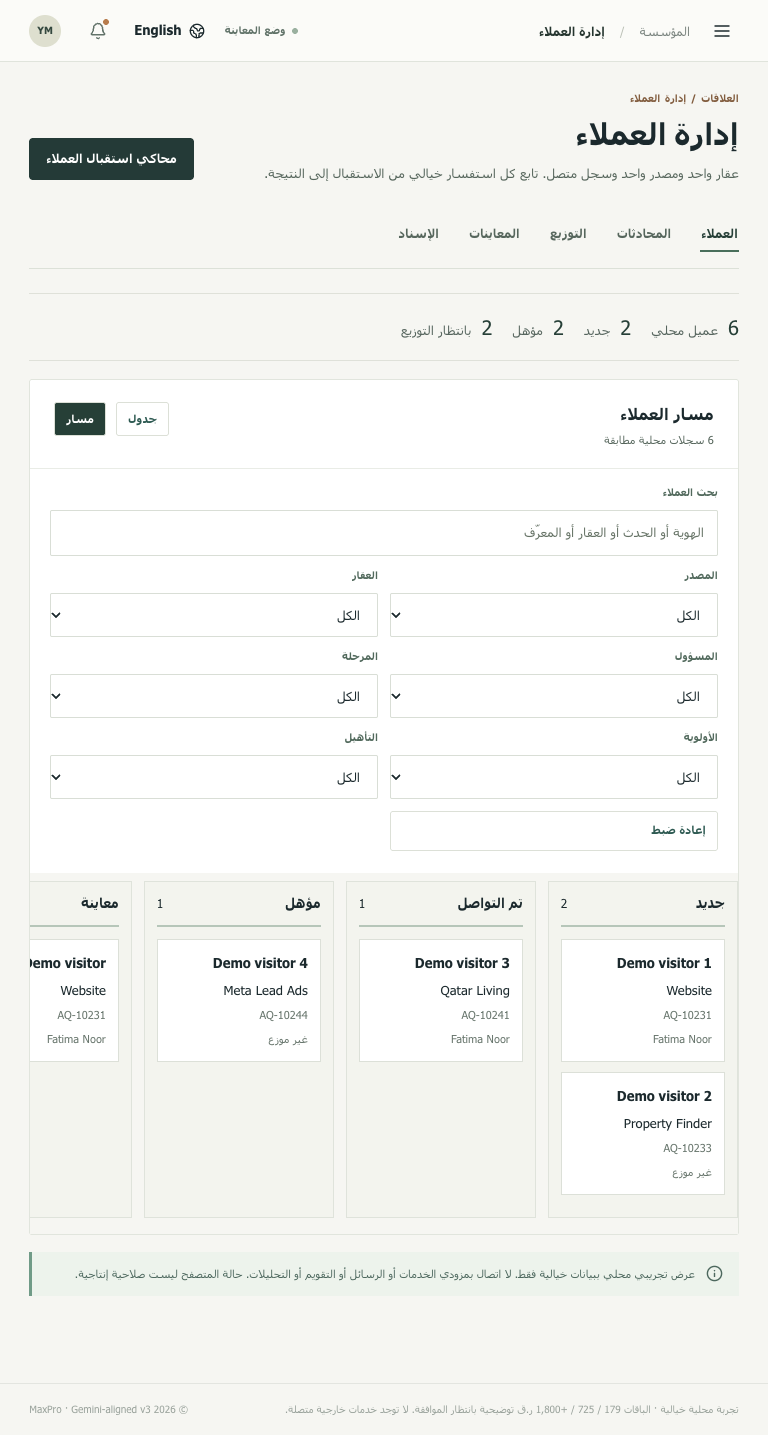 المؤسسة / إدارة العملاء
وضع المعاينة
English
YM
العلاقات / إدارة العملاء
إدارة العملاء
عقار واحد ومصدر واحد وسجل متصل. تابع كل استفسار خيالي من الاستقبال إلى النتيجة.
محاكي استقبال العملاء
العملاء المحادثات التوزيع المعاينات الإسناد
6 عميل محلي 2 جديد 2 مؤهل 2 بانتظار التوزيع
مسار العملاء
6 سجلات محلية مطابقة
جدول
مسار
بحث العملاء
الهوية أو الحدث أو العقار أو المعرّف
المصدر
الكل
العقار
الكل
المسؤول
الكل
المرحلة
الكل
الأولوية
الكل
التأهيل
الكل
إعادة ضبط
جديد 2
Demo visitor 1
Website
AQ-10231
Fatima Noor
Demo visitor 2
Property Finder
AQ-10233
غير موزع
تم التواصل 1
Demo visitor 3
Qatar Living
AQ-10241
Fatima Noor
مؤهل 1
Demo visitor 4
Meta Lead Ads
AQ-10244
غير موزع
معاينة
Demo visitor
Website
AQ-10231
Fatima Noor
عرض تجريبي محلي ببيانات خيالية فقط. لا اتصال بمزودي الخدمات أو الرسائل أو التقويم أو التحليلات. حالة المتصفح ليست صلاحية إنتاجية.
تجربة محلية خيالية · الباقات 179 / 725 / +1,800 ر.ق توضيحية بانتظار الموافقة. لا توجد خدمات خارجية متصلة.
MaxPro · Gemini-aligned v3 2026 ©